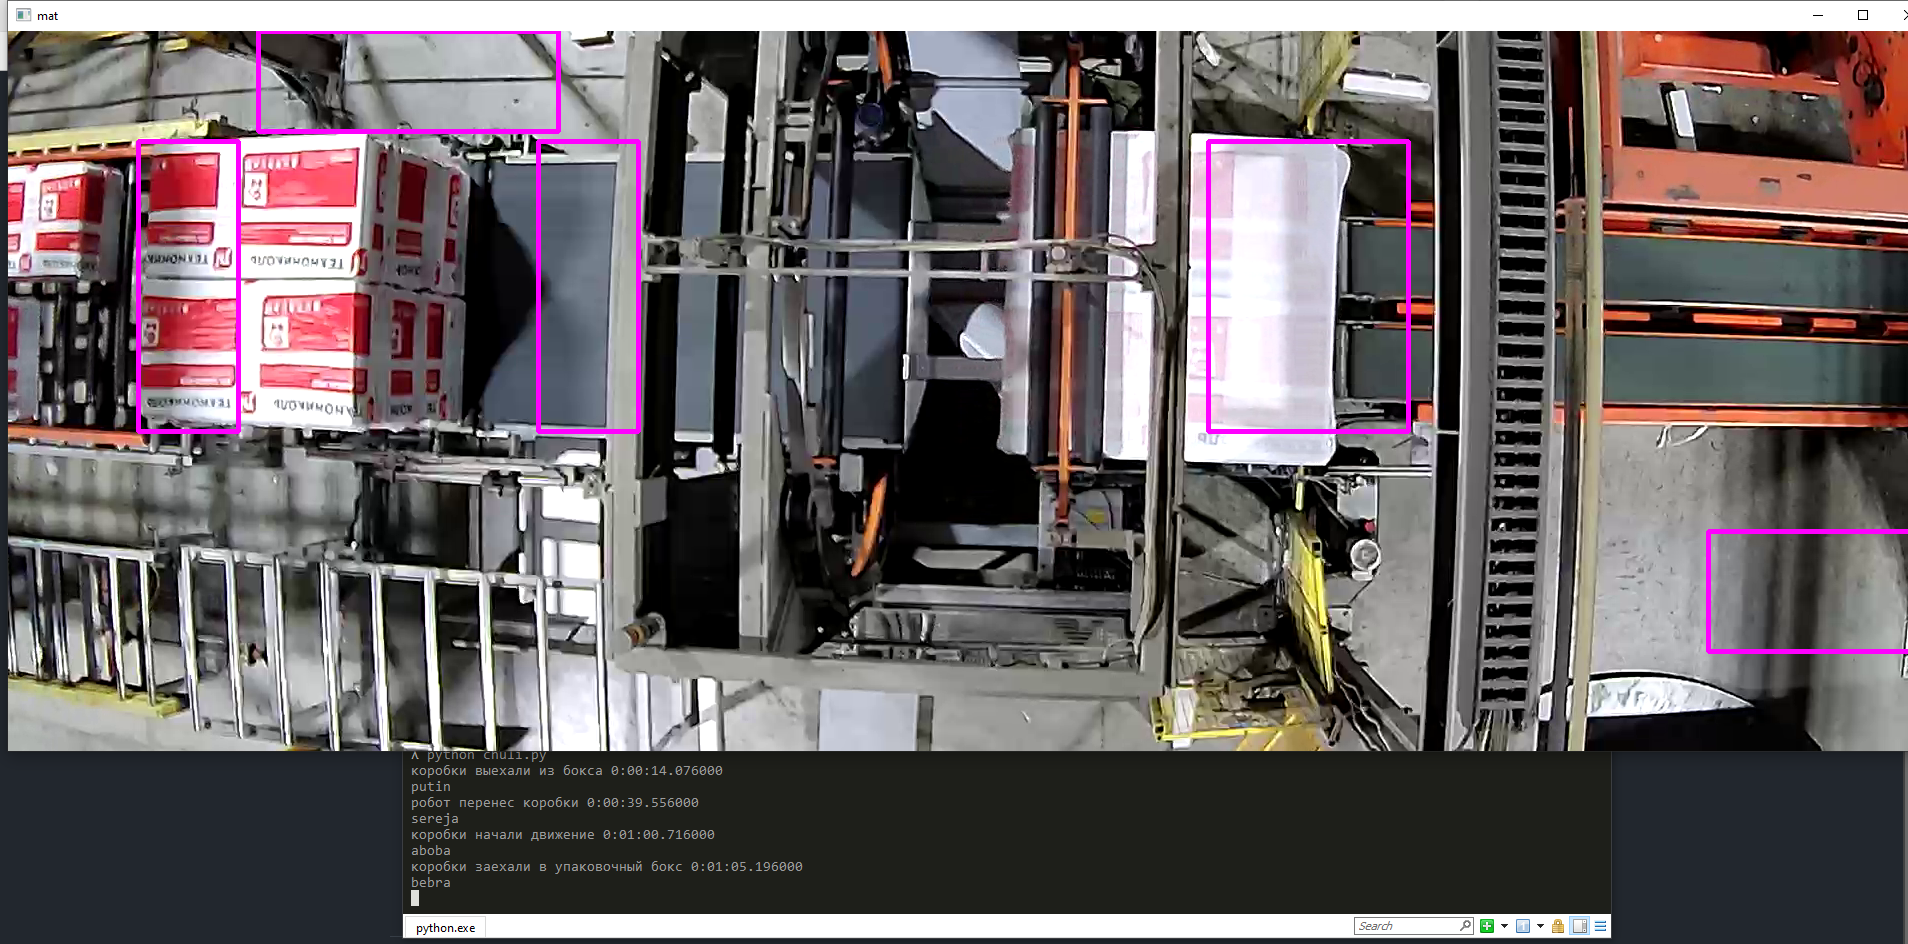 mat
ТЕХНОНИКОЛЬ
ТЕХНОНИКОЛЬ
λ python chuli.py
коробки выехали из бокса 0:00:14.076000
putin
робот перенес коробки 0:00:39.556000
sereja
коробки начали движение 0:01:00.716000
aboba
коробки заехали в упаковочный бокс 0:01:05.196000
bebra
python.exe
Search